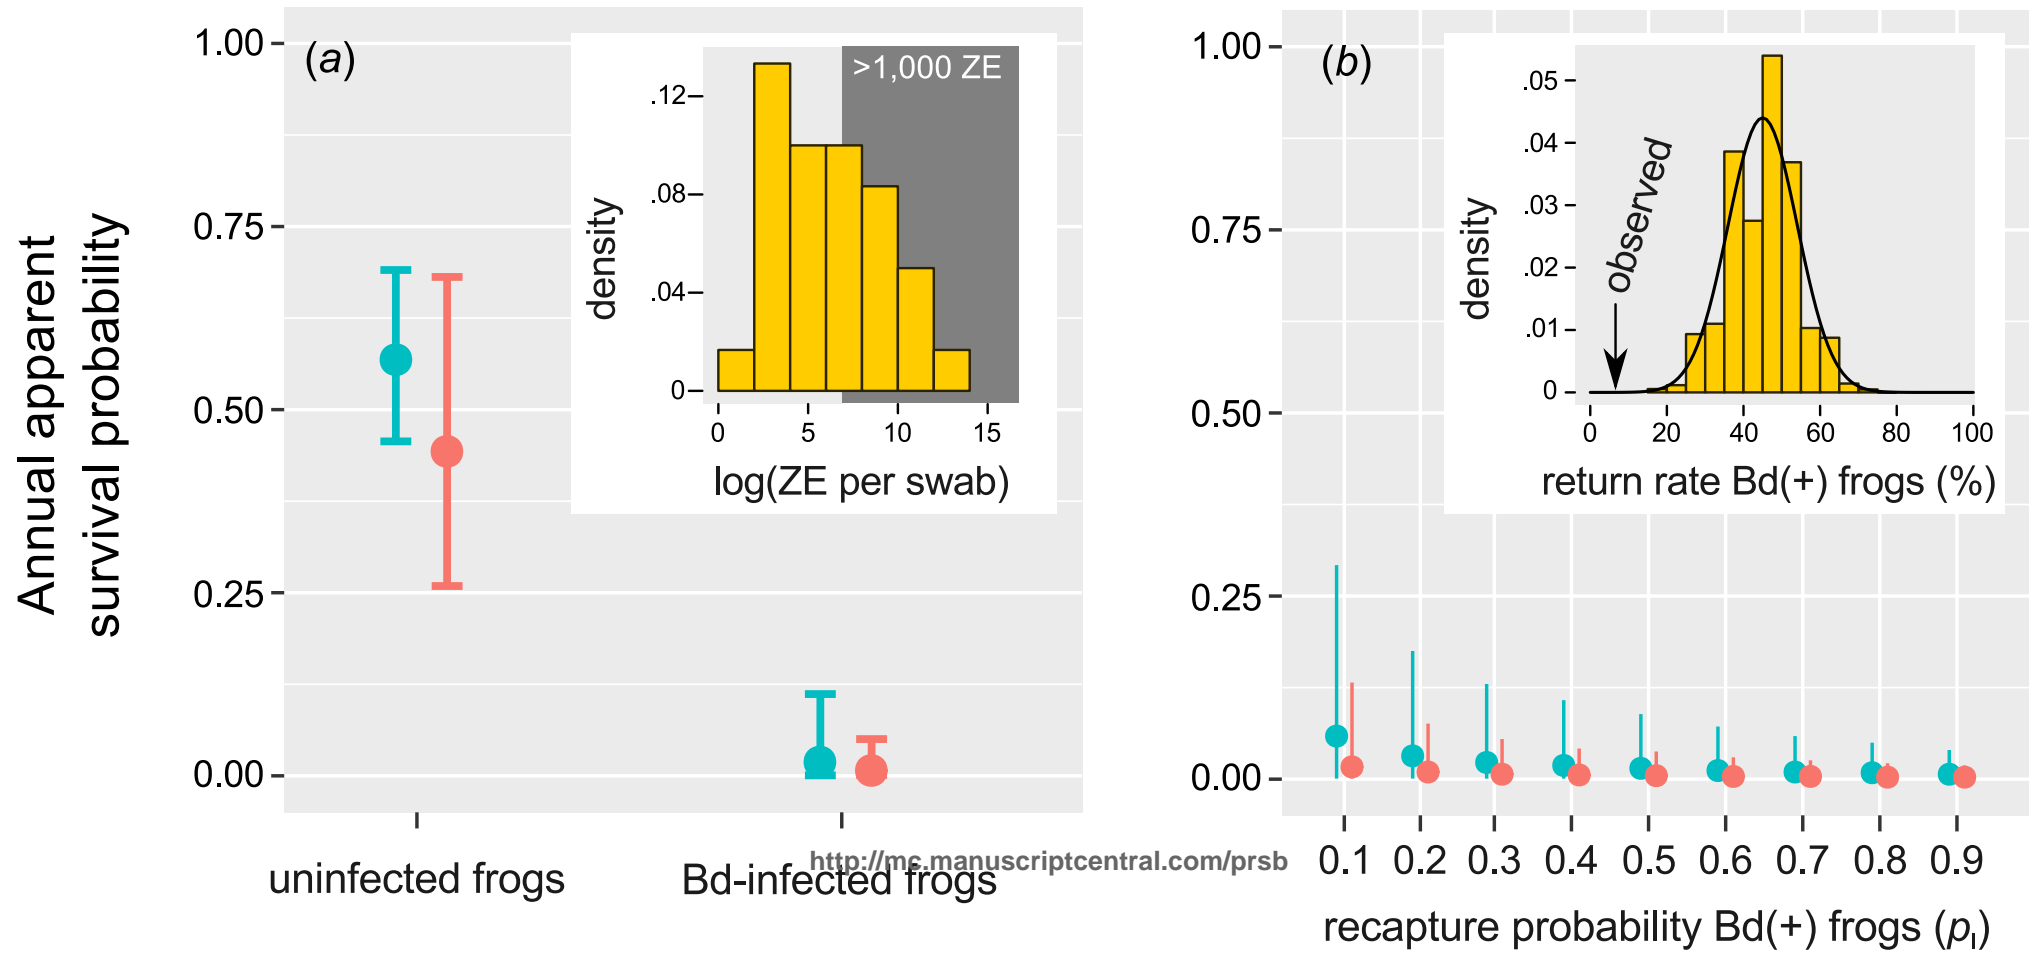 Annual apparent
survival probability
1.00
0.75
0.50
0.25
0.00
(a)
>1,000 ZE
density
.12
.08
.04
0
0 5 10 15
log(ZE per swab)
uninfected frogs
Bd-infected frogs
http://mc.manuscriptcentral.com/prsb
1.00
0.75
0.50
0.25
0.00
(b)
density
.05
.04
.03
.02
.01
0
observed
0 20 40 60 80 100
return rate Bd(+) frogs (%)
0.1 0.2 0.3 0.4 0.5 0.6 0.7 0.8 0.9
recapture probability Bd(+) frogs (pI)